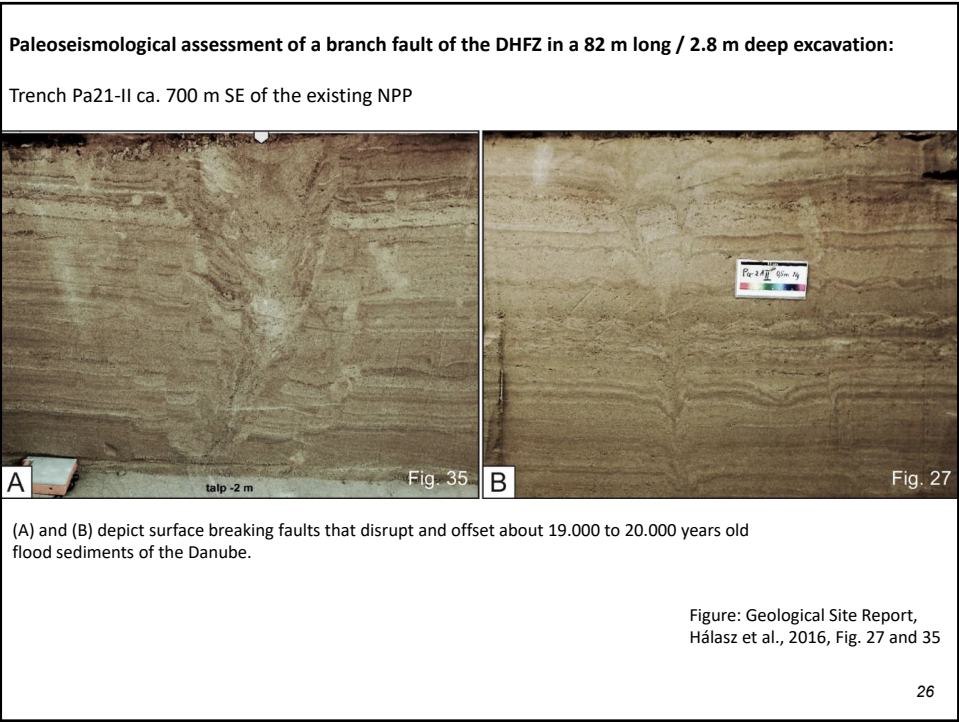 Paleoseismological assessment of a branch fault of the DHFZ in a 82 m long / 2.8 m deep excavation:
Trench Pa21-II ca. 700 m SE of the existing NPP
A
talp -2 m
Fig. 35
B
Fig. 27
(A) and (B) depict surface breaking faults that disrupt and offset about 19.000 to 20.000 years old
flood sediments of the Danube.
Figure: Geological Site Report,
Hálasz et al., 2016, Fig. 27 and 35
26